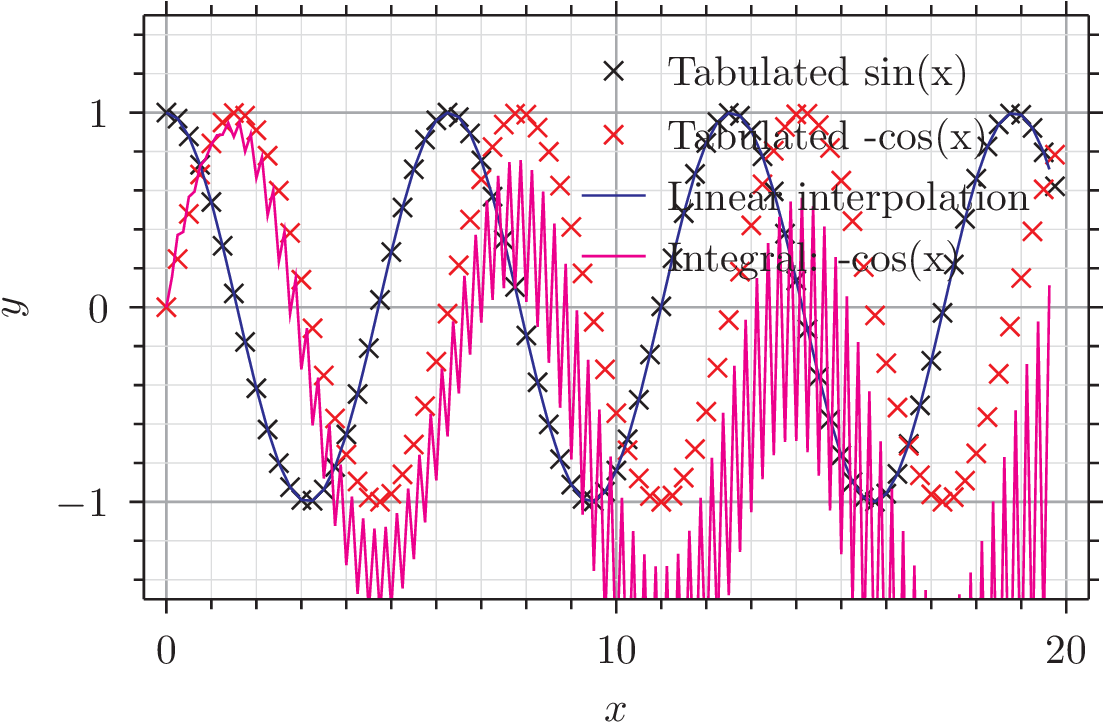 Tabulated sin(x)
Tabulated -cos(x)
Linear interpolation
Integral: -cos(x)
1
0
−1
y
0
10
20
x